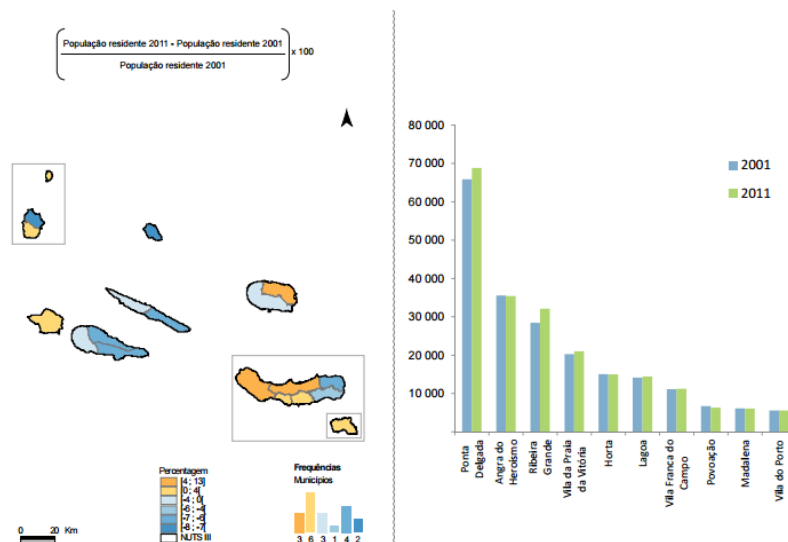 População residente 2011 - População residente 2001
População residente 2001
x 100
Percentagem
[4 ; 13]
[0 ; 4[
[-4 ; 0[
[-6 ; -4[
[-8 ; -7[
NUTS III
Frequências
Municípios
3 6 3 1 4 2
0 20 Km
80 000
70 000
60 000
50 000
40 000
30 000
20 000
10 000
2001
2011
Ponta
Delgada
Angra do
Heroísmo
Ribeira
Grande
Vila da Praia
da Vitória
Horta
Lagoa
Vila Franca do
Campo
Povoação
Madalena
Vila do Porto